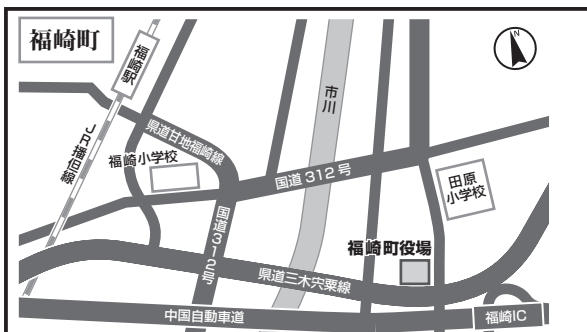 福崎町
N
福崎駅
市川
県道甘地福崎線
JR播但線
福崎小学校
国道312号
田原
小学校
国道312号
福崎町役場
県道三木宍粟線
中国自動車道
福崎IC